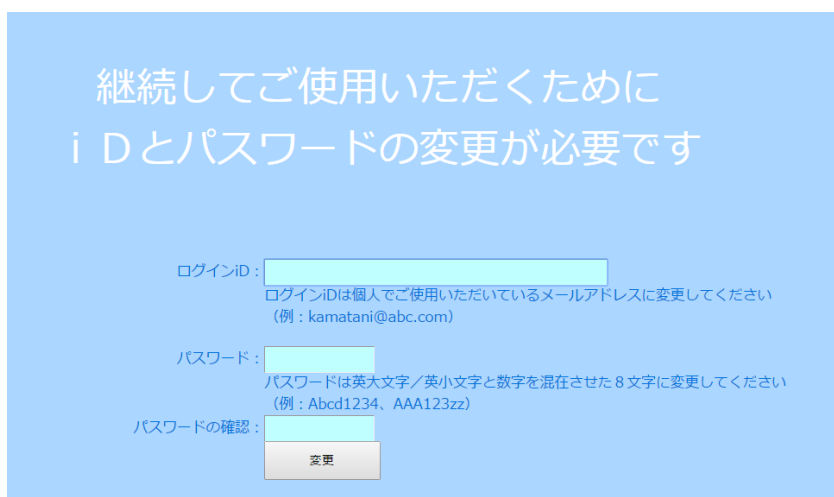 継続してご使用いただくために
ｉＤとパスワードの変更が必要です
ログインiD：
ログインiDは個人でご使用いただいているメールアドレスに変更してください
（例：kamatani@abc.com）
パスワード：
パスワードは英大文字／英小文字と数字を混在させた８文字に変更してください
（例：Abcd1234、AAA123zz）
パスワードの確認：
変更